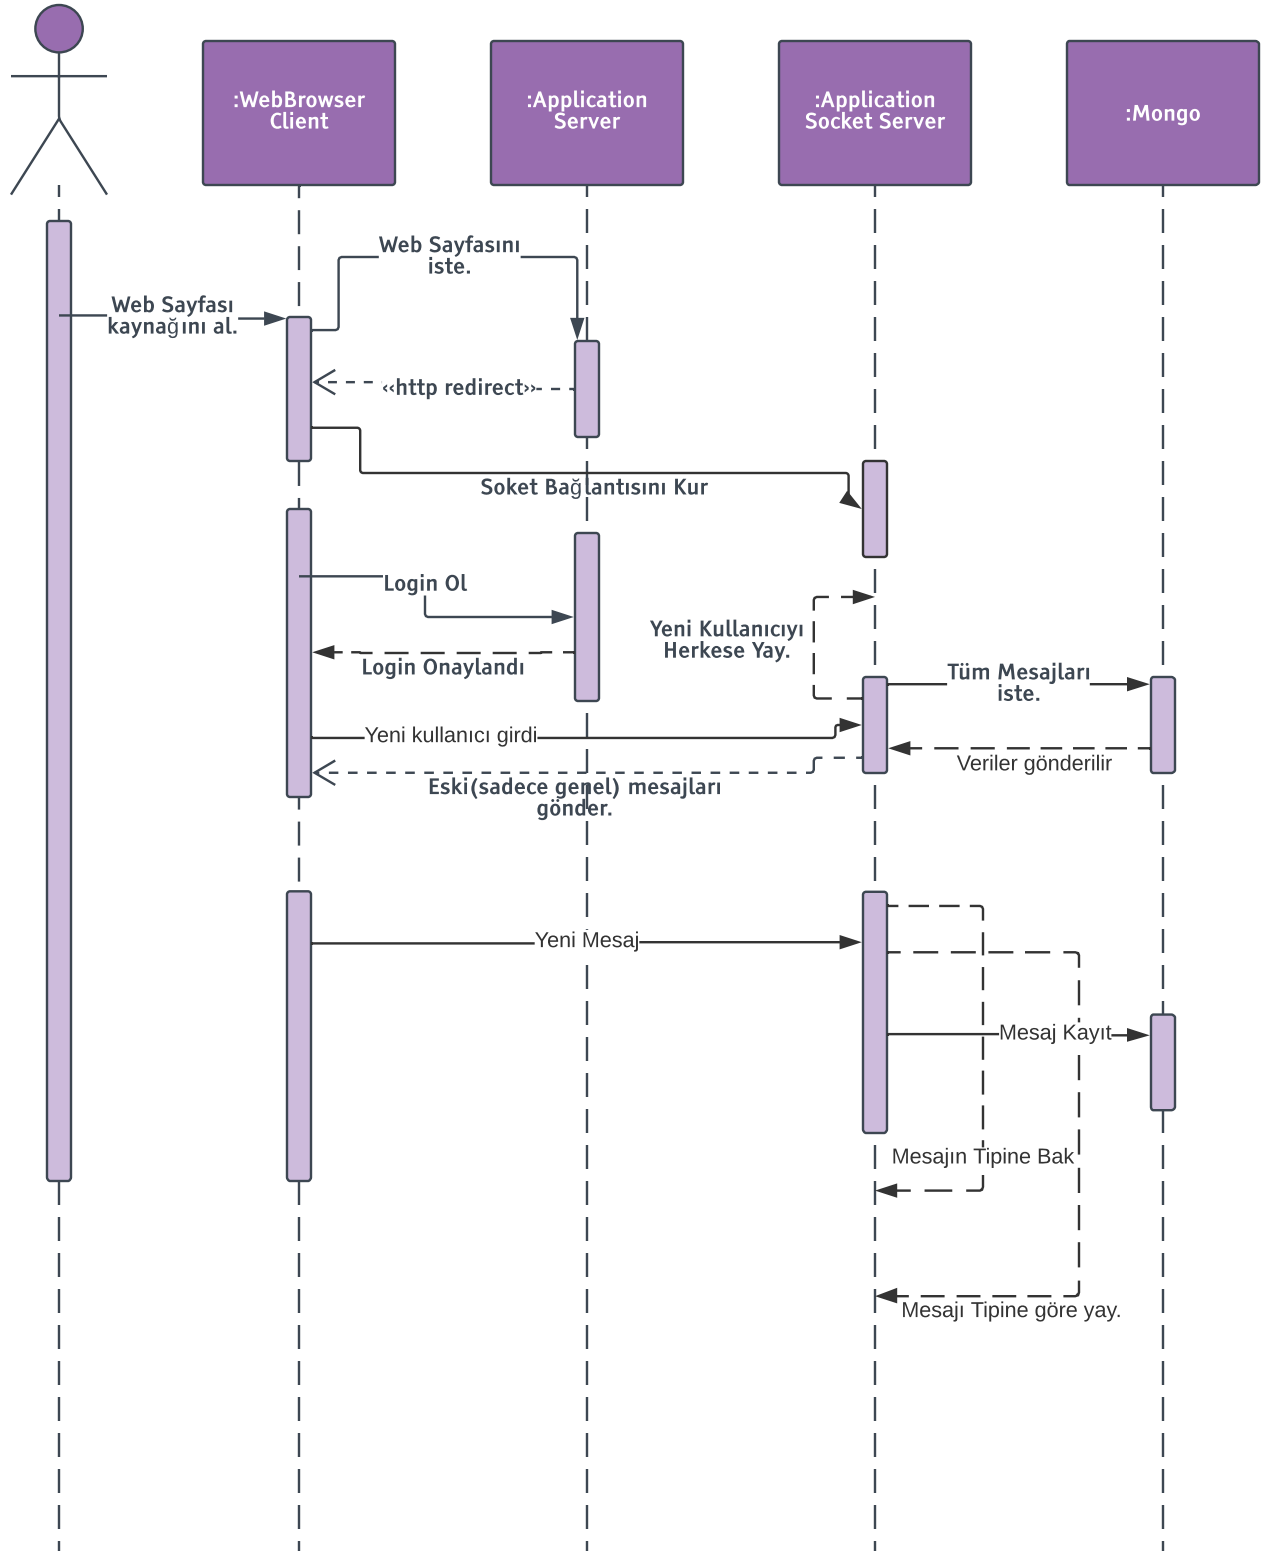 :WebBrowser
Client
:Application
Server
:Application
Socket Server
:Mongo
Web Sayfasını
iste.
Web Sayfası
kaynağını al.
‹‹http redirect››
Soket Bağlantısını Kur
Login Ol
Yeni Kullanıcıyı
Herkese Yay.
Login Onaylandı
Tüm Mesajları
iste.
Yeni kullanıcı girdi
Veriler gönderilir
Eski(sadece genel) mesajları
gönder.
Yeni Mesaj
Mesaj Kayıt
Mesajın Tipine Bak
Mesajı Tipine göre yay.